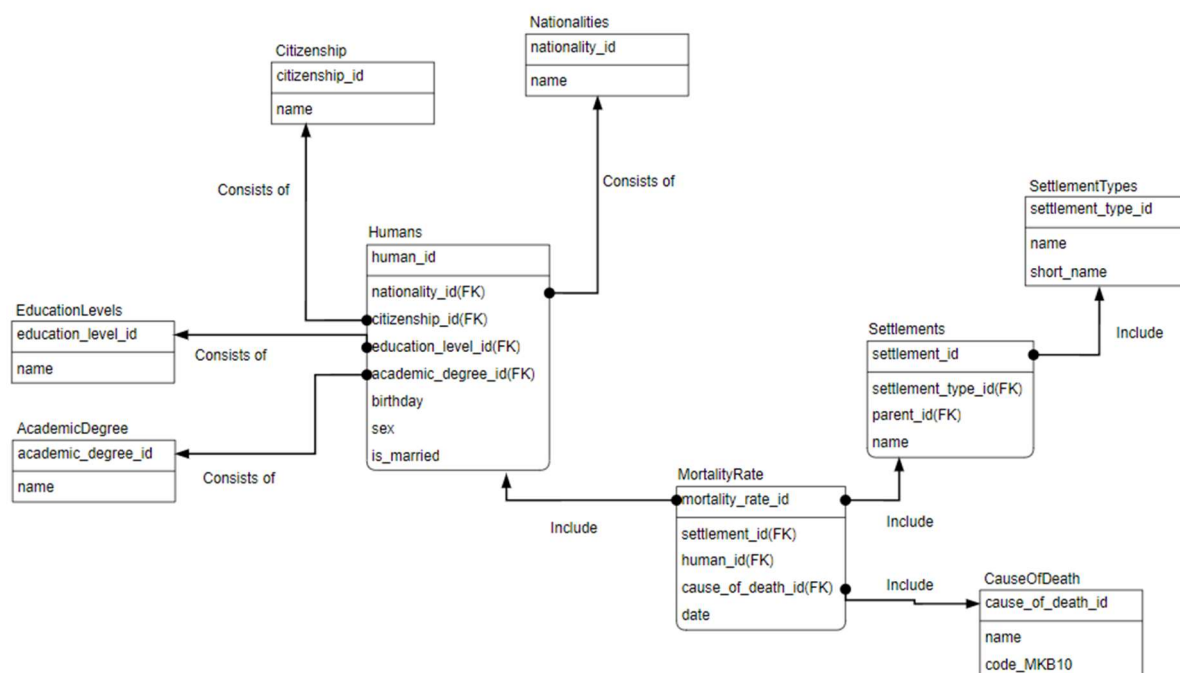 Nationalities
nationality_id
name
Citizenship
citizenship_id
name
Consists of
Consists of
SettlementTypes
settlement_type_id
name
short_name
Humans
human_id
nationality_id(FK)
citizenship_id(FK)
education_level_id(FK)
academic_degree_id(FK)
birthday
sex
is_married
EducationLevels
education_level_id
name
Consists of
AcademicDegree
academic_degree_id
name
Consists of
Include
Settlements
settlement_id
settlement_type_id(FK)
parent_id(FK)
name
MortalityRate
mortality_rate_id
settlement_id(FK)
human_id(FK)
cause_of_death_id(FK)
date
Include
Include
Include
CauseOfDeath
cause_of_death_id
name
code_MKB10